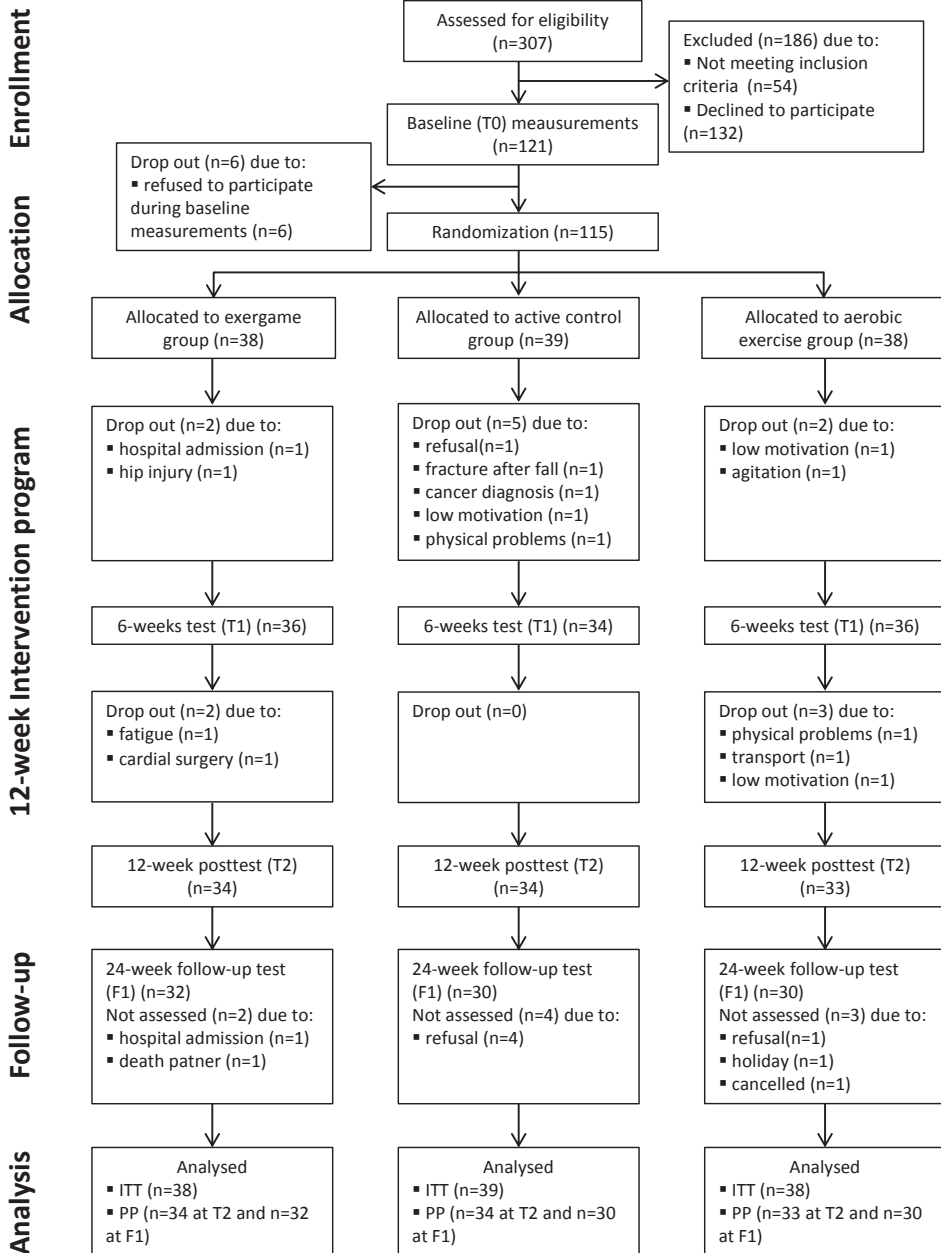 Enrollment
Assessed for eligibility
(n=307)
Excluded (n=186) due to:
▪ Not meeting inclusion
criteria  (n=54)
▪ Declined to participate
(n=132)
Baseline (T0) meausurements
(n=121)
Drop out (n=6) due to:
▪ refused to participate
during baseline
measurements (n=6)
Allocation
Randomization (n=115)
Allocated to exergame
group (n=38)
Allocated to active control
group (n=39)
Allocated to aerobic
exercise group (n=38)
12-week Intervention program
Drop out (n=2) due to:
▪ hospital admission (n=1)
▪ hip injury (n=1)
Drop out (n=5) due to:
▪ refusal(n=1)
▪ fracture after fall (n=1)
▪ cancer diagnosis (n=1)
▪ low motivation (n=1)
▪ physical problems (n=1)
Drop out (n=2) due to:
▪ low motivation (n=1)
▪ agitation (n=1)
6-weeks test (T1) (n=36)
6-weeks test (T1) (n=34)
6-weeks test (T1) (n=36)
Drop out (n=2) due to:
▪ fatigue (n=1)
▪ cardial surgery (n=1)
Drop out (n=0)
Drop out (n=3) due to:
▪ physical problems (n=1)
▪ transport (n=1)
▪ low motivation (n=1)
12-week posttest (T2)
(n=34)
12-week posttest (T2)
(n=34)
12-week posttest (T2)
(n=33)
Follow-up
24-week follow-up test
(F1) (n=32)
Not assessed (n=2) due to:
▪ hospital admission (n=1)
▪ death patner (n=1)
24-week follow-up test
(F1) (n=30)
Not assessed (n=4) due to:
▪ refusal (n=4)
24-week follow-up test
(F1) (n=30)
Not assessed (n=3) due to:
▪ refusal(n=1)
▪ holiday (n=1)
▪ cancelled (n=1)
Analysis
Analysed
▪ ITT (n=38)
▪ PP (n=34 at T2 and n=32
at F1)
Analysed
▪ ITT (n=39)
▪ PP (n=34 at T2 and n=30
at F1)
Analysed
▪ ITT (n=38)
▪ PP (n=33 at T2 and n=30
at F1)